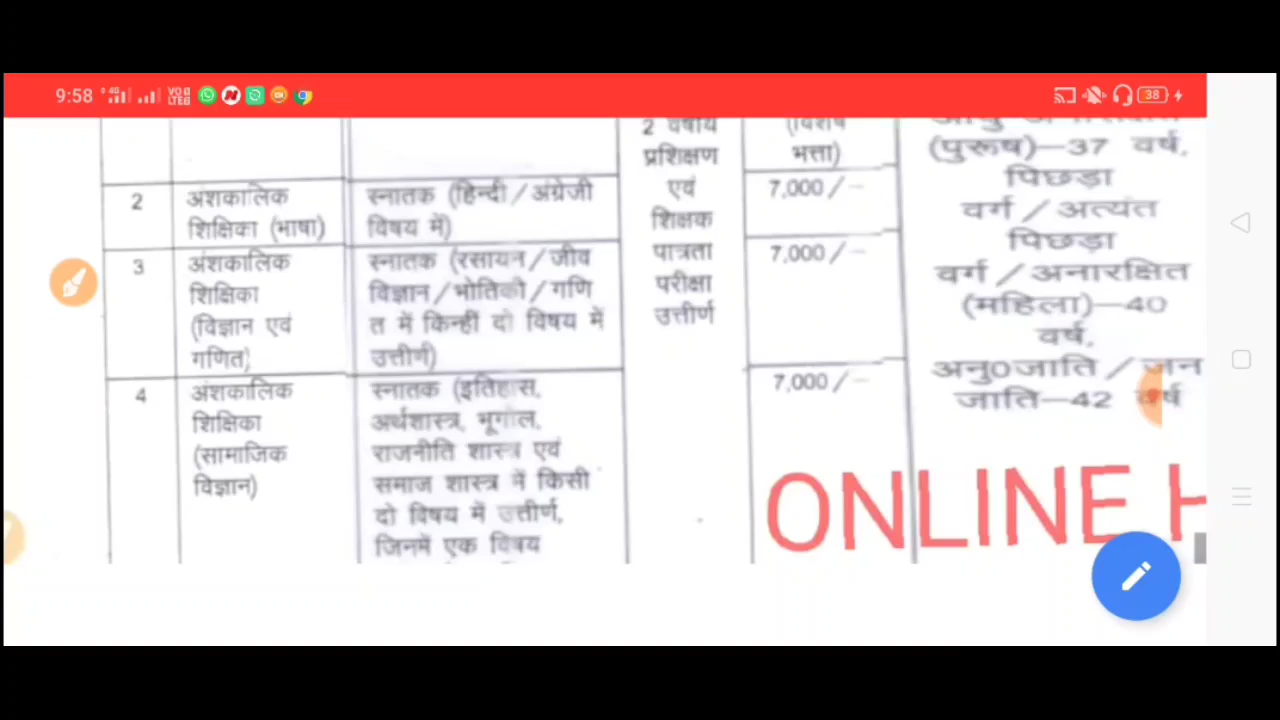 9:58
38
2 वर्षीय
प्रशिक्षण
एवं
शिक्षक
पात्रता
परीक्षा
उत्तीर्ण
(विशेष
भत्ता)
(पुरूष)—37 वर्ष,
पिछड़ा
वर्ग / अत्यंत
पिछड़ा
वर्ग / अनारक्षित
(महिला)—40
वर्ष,
अनु0जाति / जन
जाति—42 वर्ष
2
अंशकालिक
शिक्षिका (भाषा)
स्नातक (हिन्दी/अंग्रेजी
विषय में)
7,000/-
3
अंशकालिक
शिक्षिका
(विज्ञान एवं
गणित)
स्नातक (रसायन/जीव
विज्ञान/भोतिकी/गणि
त में किन्हीं दो विषय में
उत्तीर्ण)
7,000/-
4
अंशकालिक
शिक्षिका
(सामाजिक
विज्ञान)
स्नातक (इतिहास,
अर्थशास्त्र, भूगोल,
राजनीति शास्त्र एवं
समाज शास्त्र में किसी
दो विषय में उत्तीर्ण,
जिनमें एक विषय
7,000/-
ONLINE H